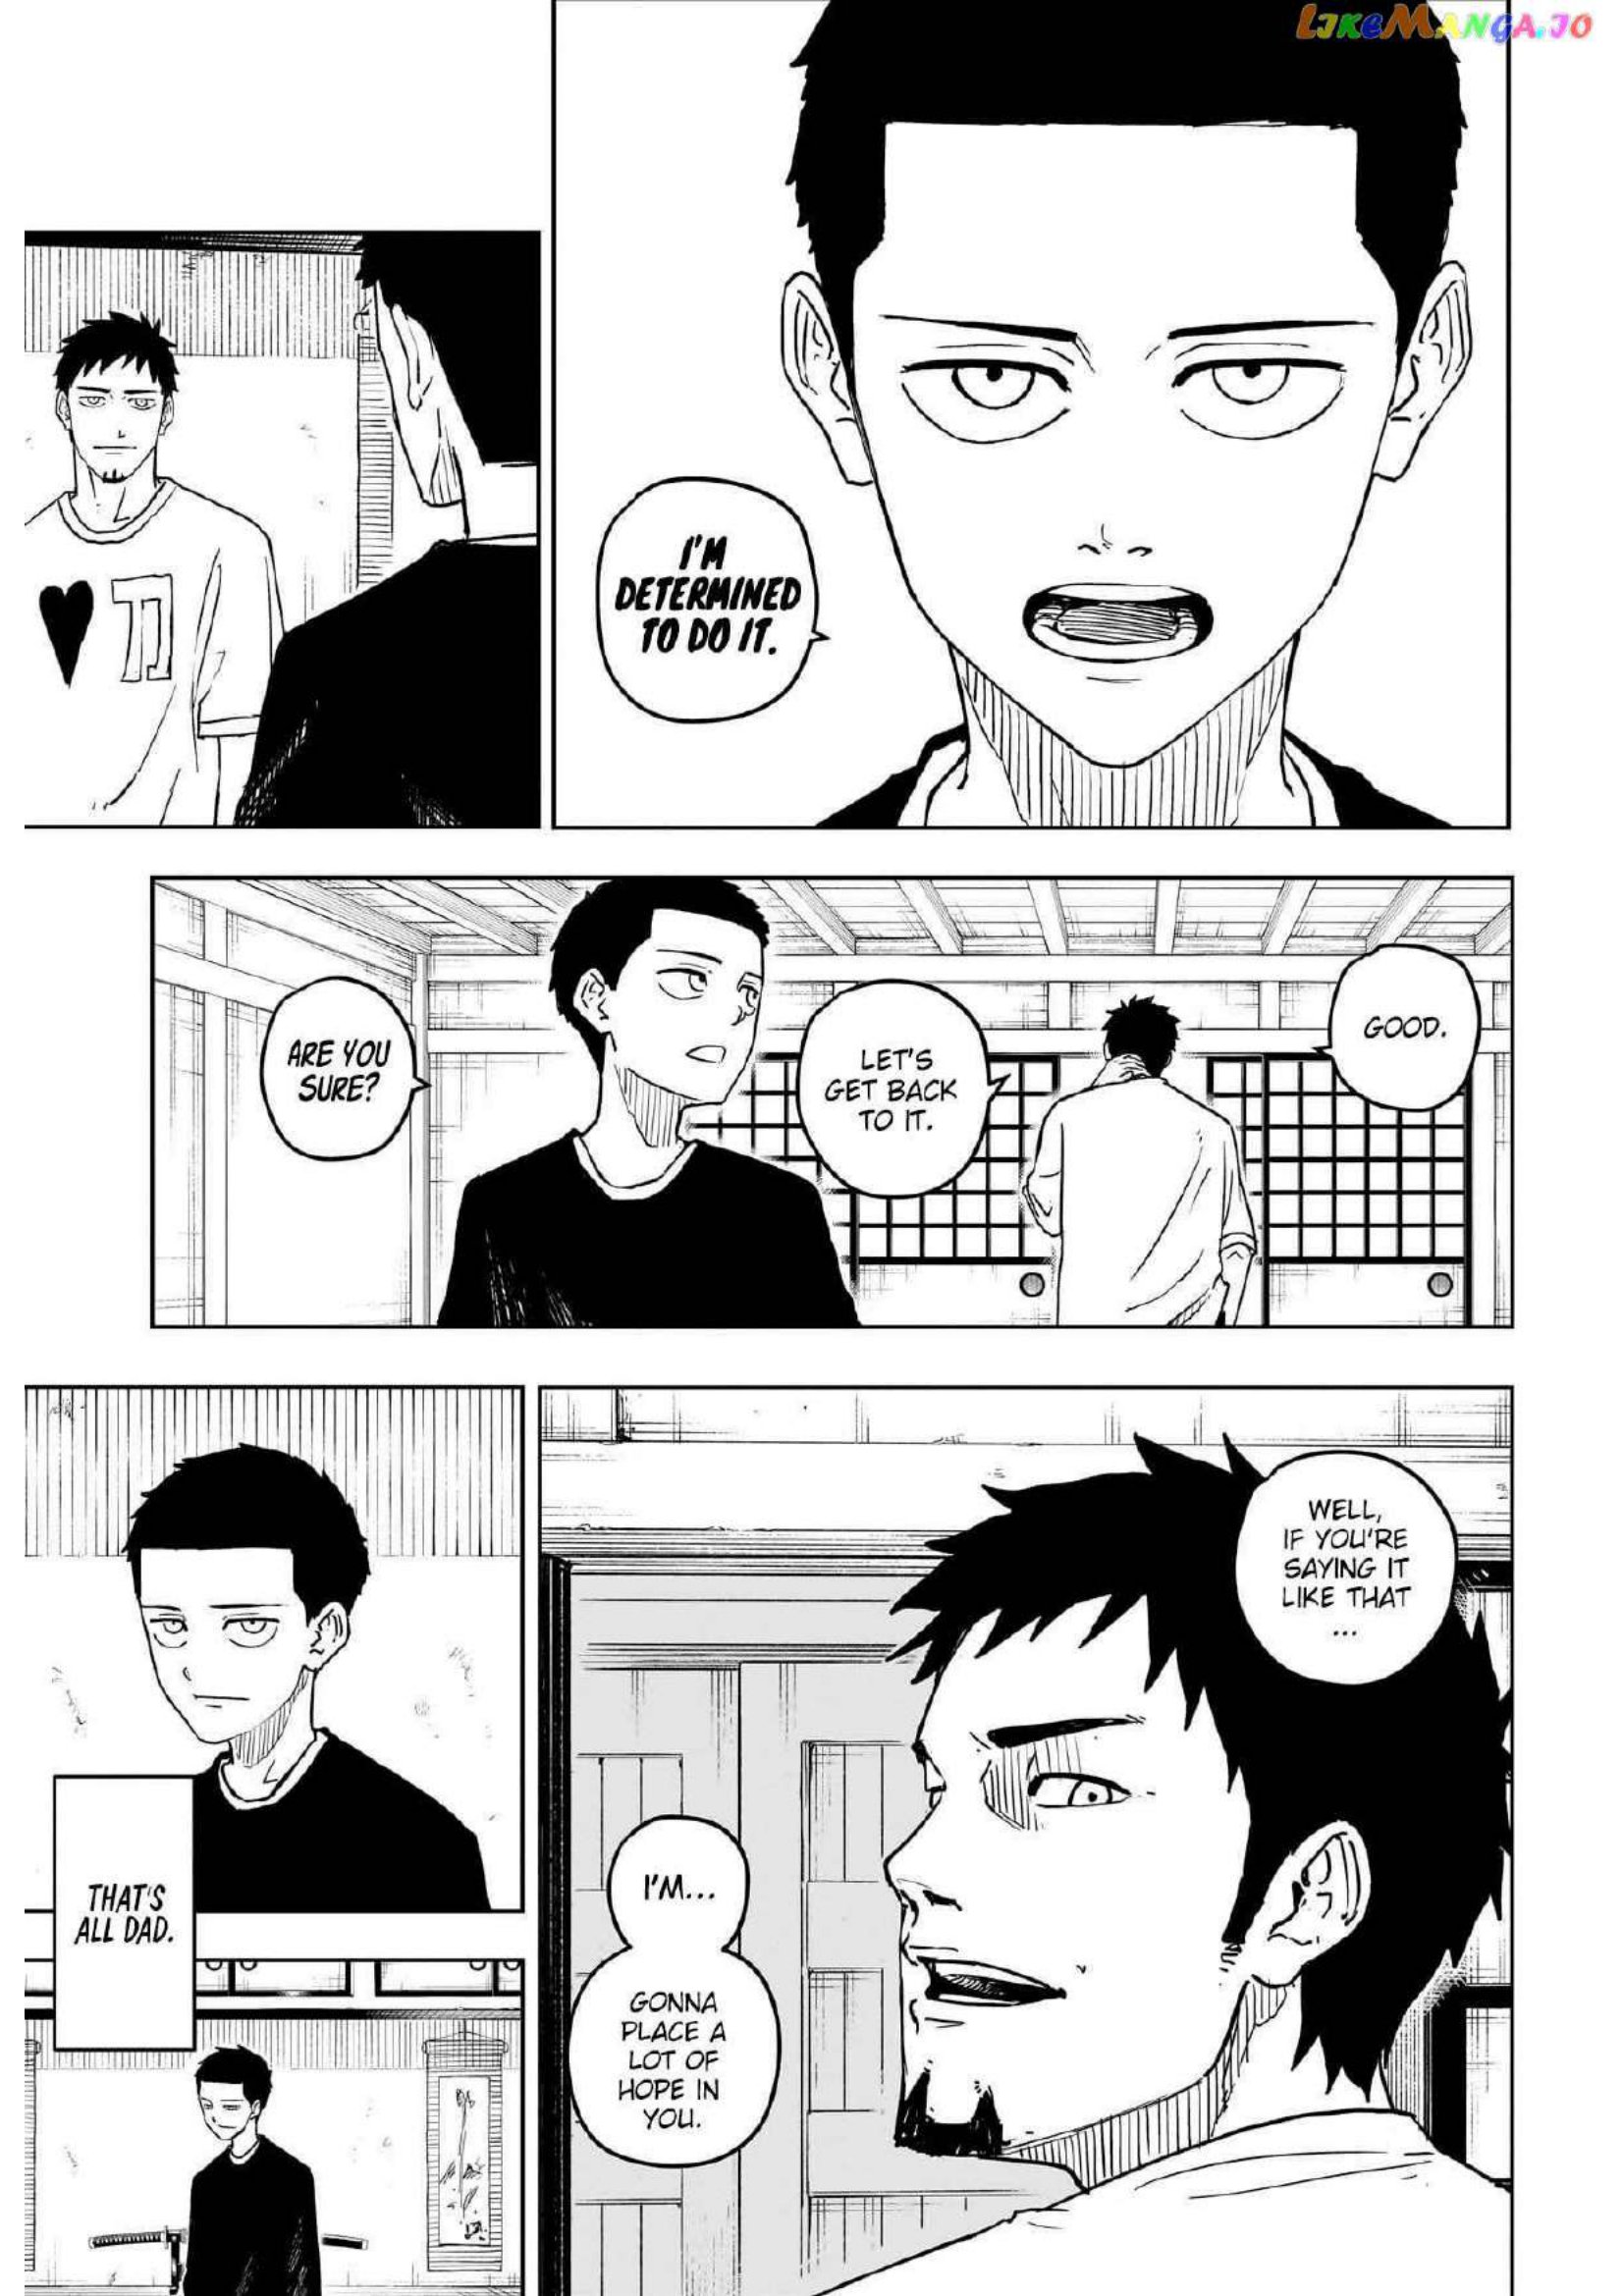 LIKEMANGA.IO
I'M
DETERMINED
TO DO IT.
刀
GOOD.
LET'S
GET BACK
TO IT.
ARE YOU
SURE?
WELL,
IF YOU'RE
SAYING IT
LIKE THAT
...
I'M...
GONNA
PLACE A
LOT OF
HOPE IN
YOU.
THAT'S
ALL DAD.